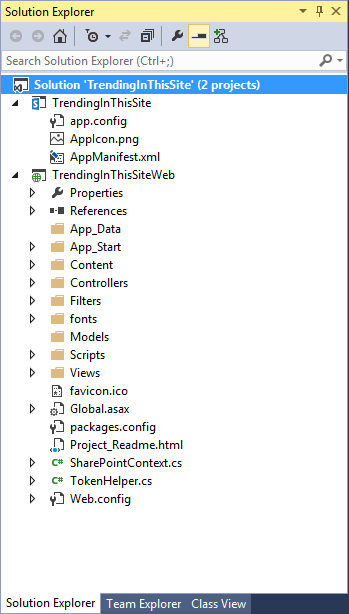 Solution Explorer
Search Solution Explorer (Ctrl+;)
Solution 'TrendingInThisSite' (2 projects)
TrendingInThisSite
app.config
AppIcon.png
AppManifest.xml
TrendingInThisSiteWeb
Properties
References
App_Data
App_Start
Content
Controllers
Filters
fonts
Models
Scripts
Views
favicon.ico
Global.asax
packages.config
Project_Readme.html
C# SharePointContext.cs
C# TokenHelper.cs
Web.config
Solution Explorer Team Explorer Class View